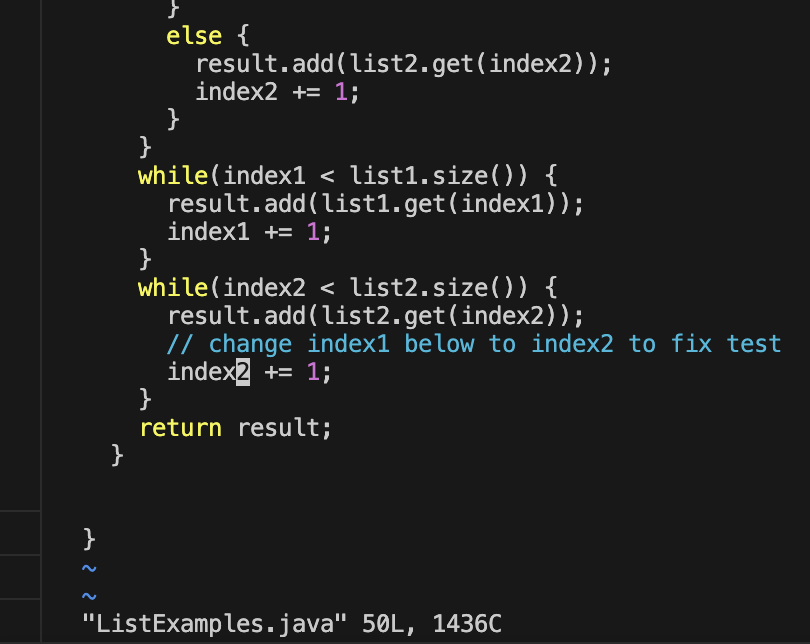 }
      else {
        result.add(list2.get(index2));
        index2 += 1;
      }
    }
    while(index1 < list1.size()) {
      result.add(list1.get(index1));
      index1 += 1;
    }
    while(index2 < list2.size()) {
      result.add(list2.get(index2));
      // change index1 below to index2 to fix test
      index2 += 1;
    }
    return result;
  }
}
~
~
"ListExamples.java" 50L, 1436C